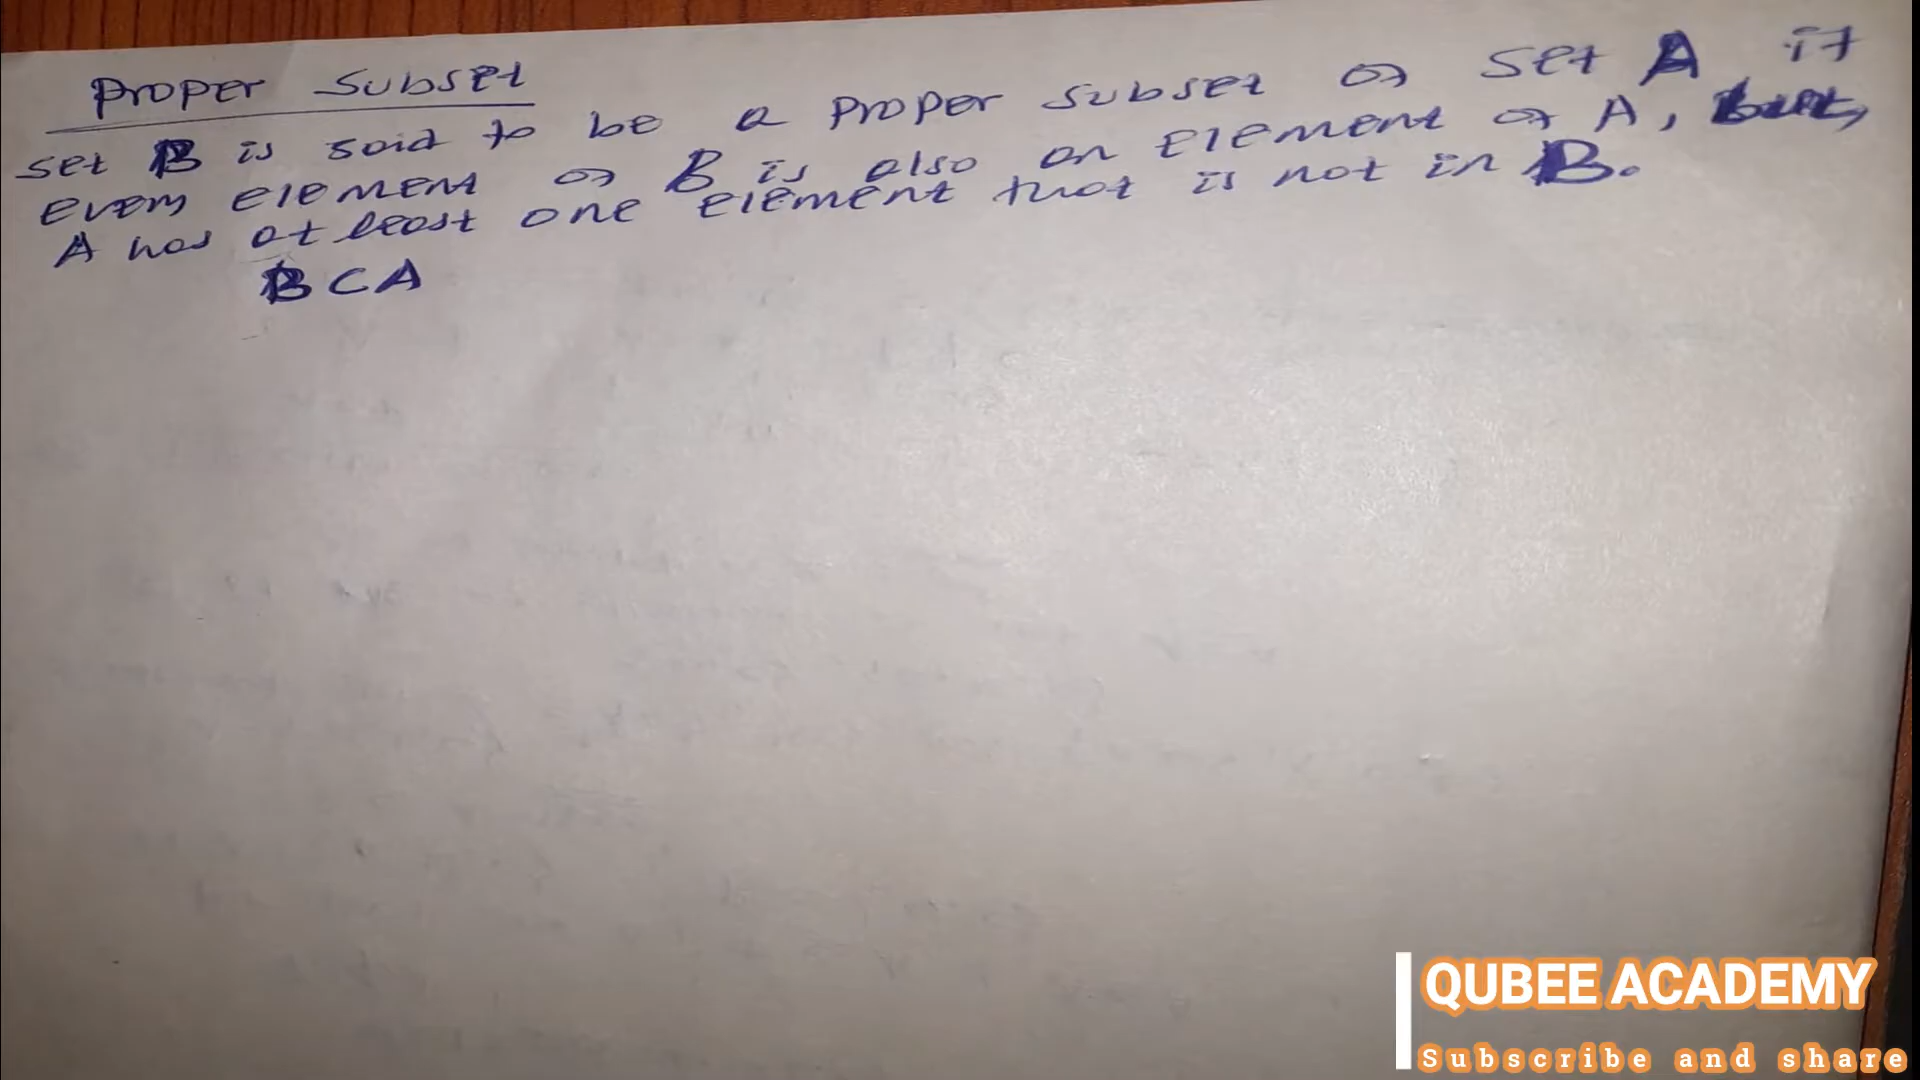 Proper Subset
Set B is said to be a proper subset of set A, if
every element of B is also an element of A, but,
A has at least one element that is not in B.
B ⊂ A
QUBEE ACADEMY
Subscribe and share